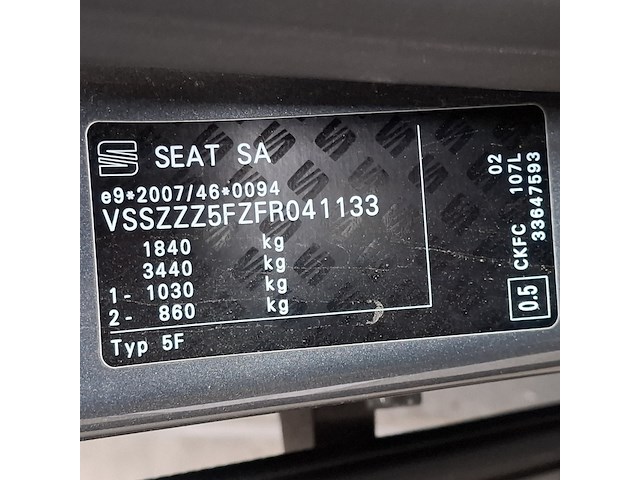 SEAT SA
e9*2007/46*0094
VSSZZZ5FZFR041133
1840 kg
3440 kg
1- 1030 kg
2- 860 kg
Typ 5F
02
CKFC 107L
33647593
0.5